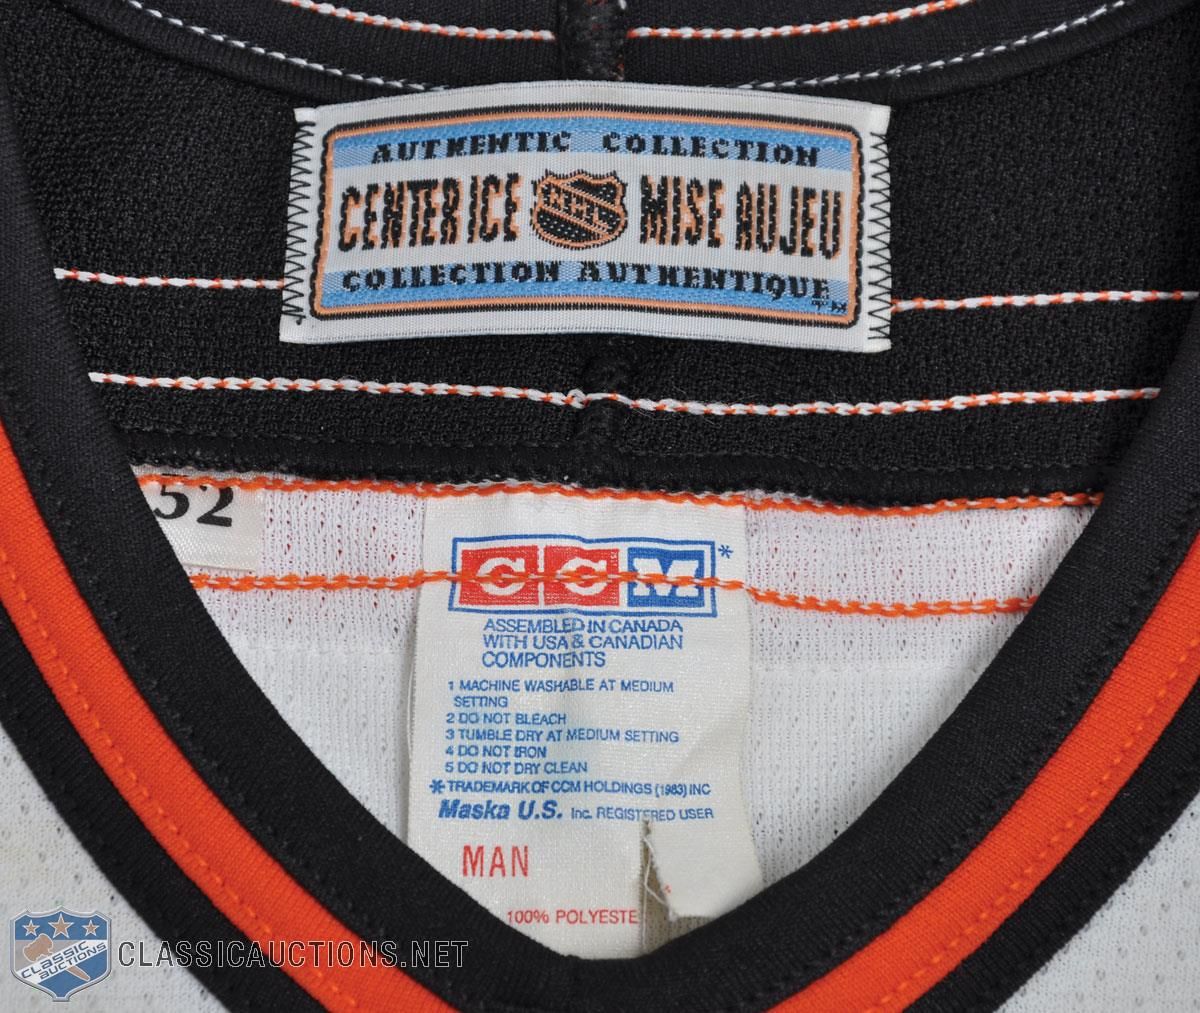 AUTHENTIC COLLECTION
CENTER ICE NHL MISE AU JEU
COLLECTION AUTHENTIQUE TM
52
CCM*
ASSEMBLED IN CANADA
WITH USA & CANADIAN
COMPONENTS
1 MACHINE WASHABLE AT MEDIUM
SETTING
2 DO NOT BLEACH
3 TUMBLE DRY AT MEDIUM SETTING
4 DO NOT IRON
5 DO NOT DRY CLEAN
* TRADEMARK OF CCM HOLDINGS (1983) INC
Maska U.S. Inc. REGISTERED USER
MAN
100% POLYESTE
CLASSIC AUCTIONS
CLASSICAUCTIONS.NET